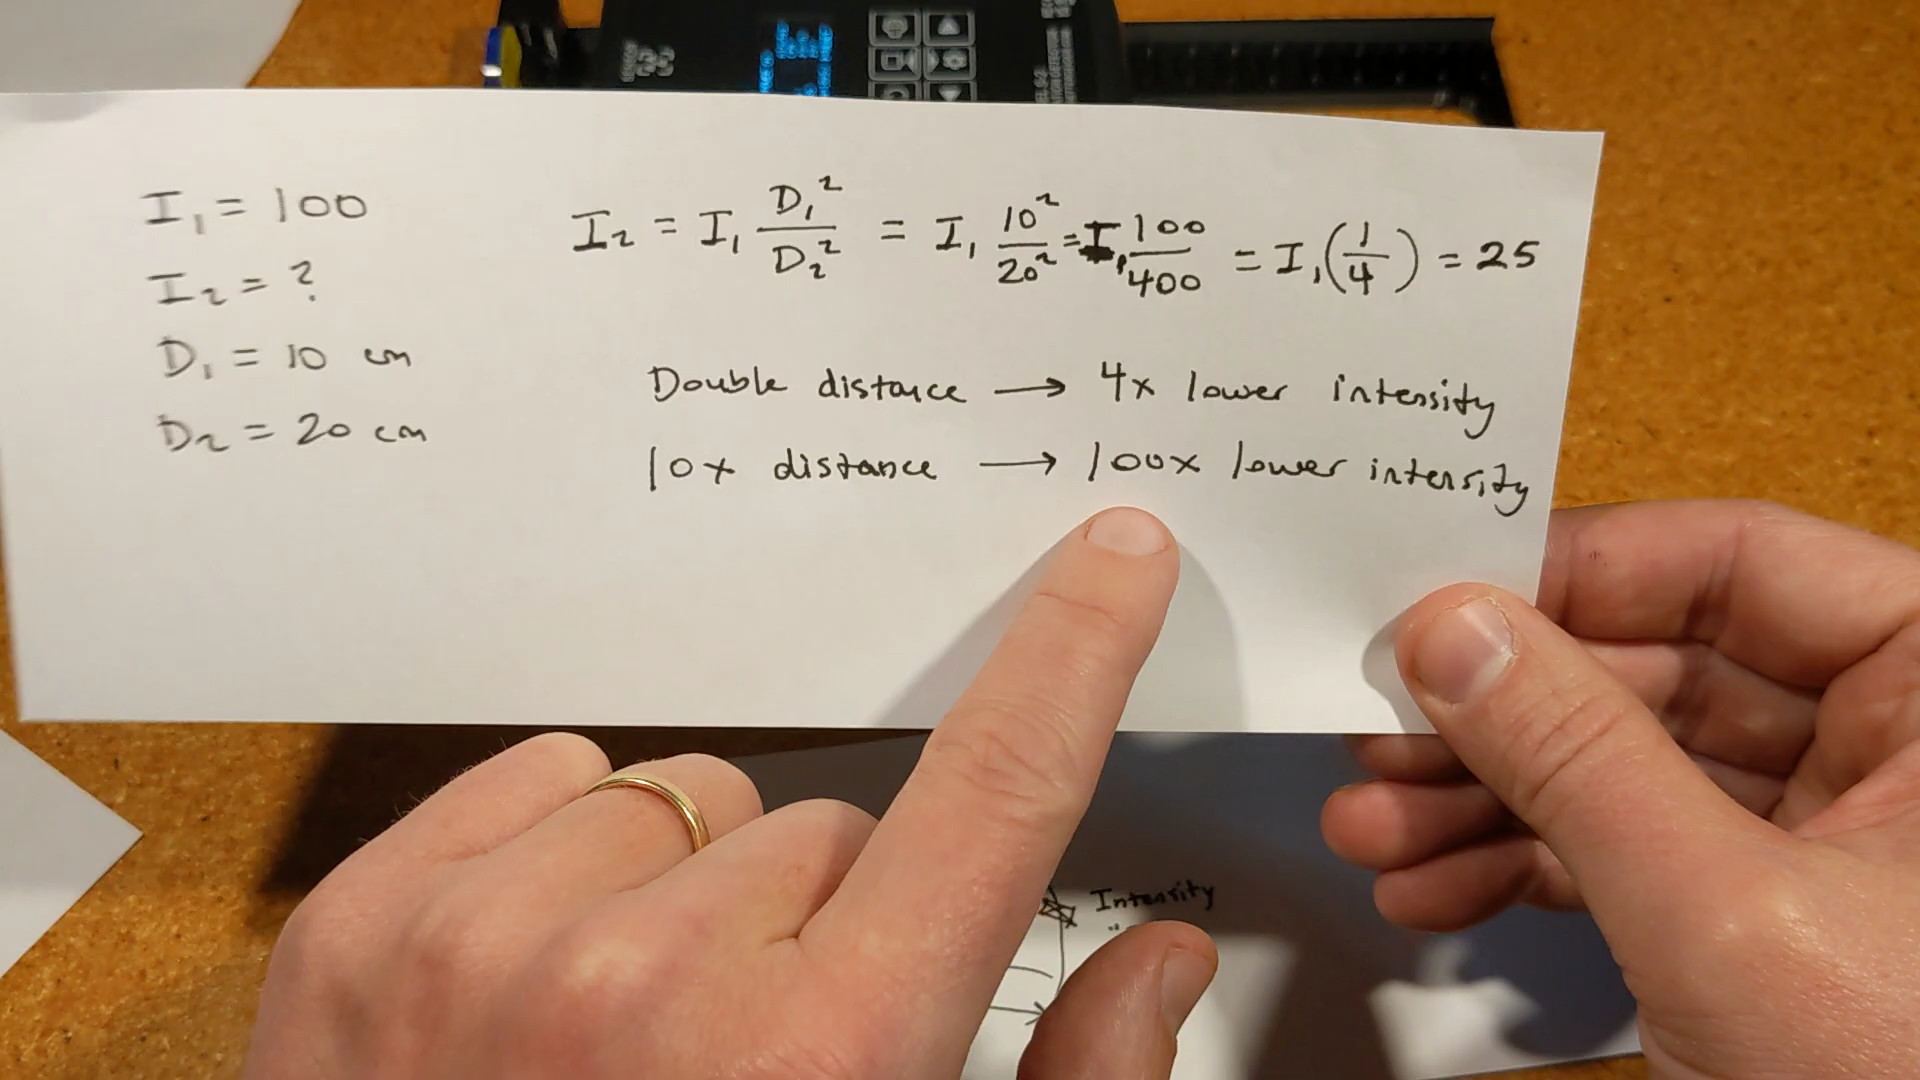 I₁ = 100
I₂ = ?
D₁ = 10 cm
D₂ = 20 cm
I₂ = I₁ D₁²/D₂² = I₁ 10²/20² = I₁ 100/400 = I₁ (1/4) = 25
Double distance → 4x lower intensity
10x distance → 100x lower intensity
Intensity